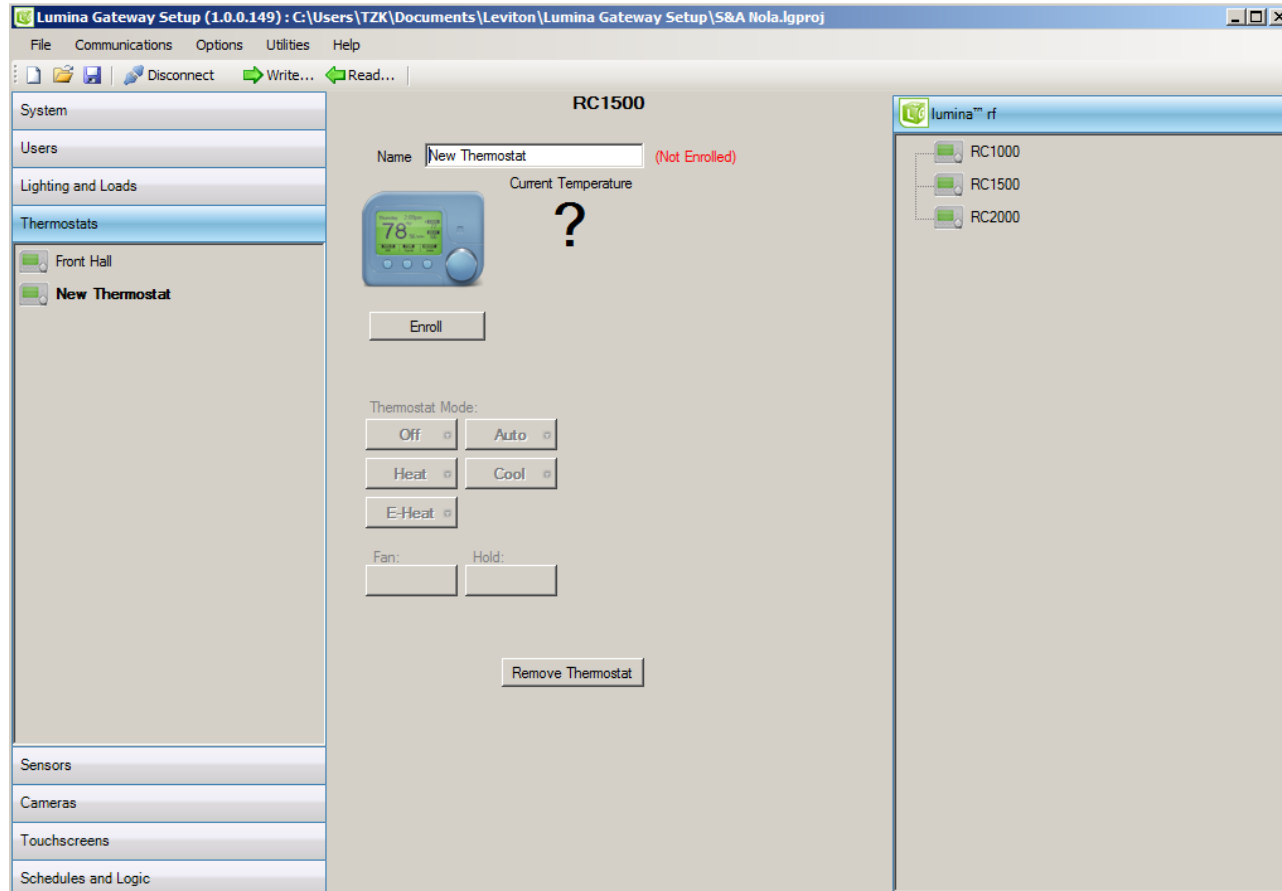 Lumina Gateway Setup (1.0.0.149) : C:\Users\TZK\Documents\Leviton\Lumina Gateway Setup\S&A Nola.lgproj
File Communications Options Utilities Help
Disconnect Write... Read...
System
Users
Lighting and Loads
Thermostats
Front Hall
New Thermostat
Sensors
Cameras
Touchscreens
Schedules and Logic
RC1500
Name New Thermostat (Not Enrolled)
Current Temperature
?
78
Enroll
Thermostat Mode:
Off Auto
Heat Cool
E-Heat
Fan: Hold:
Remove Thermostat
lumina™ rf
RC1000
RC1500
RC2000